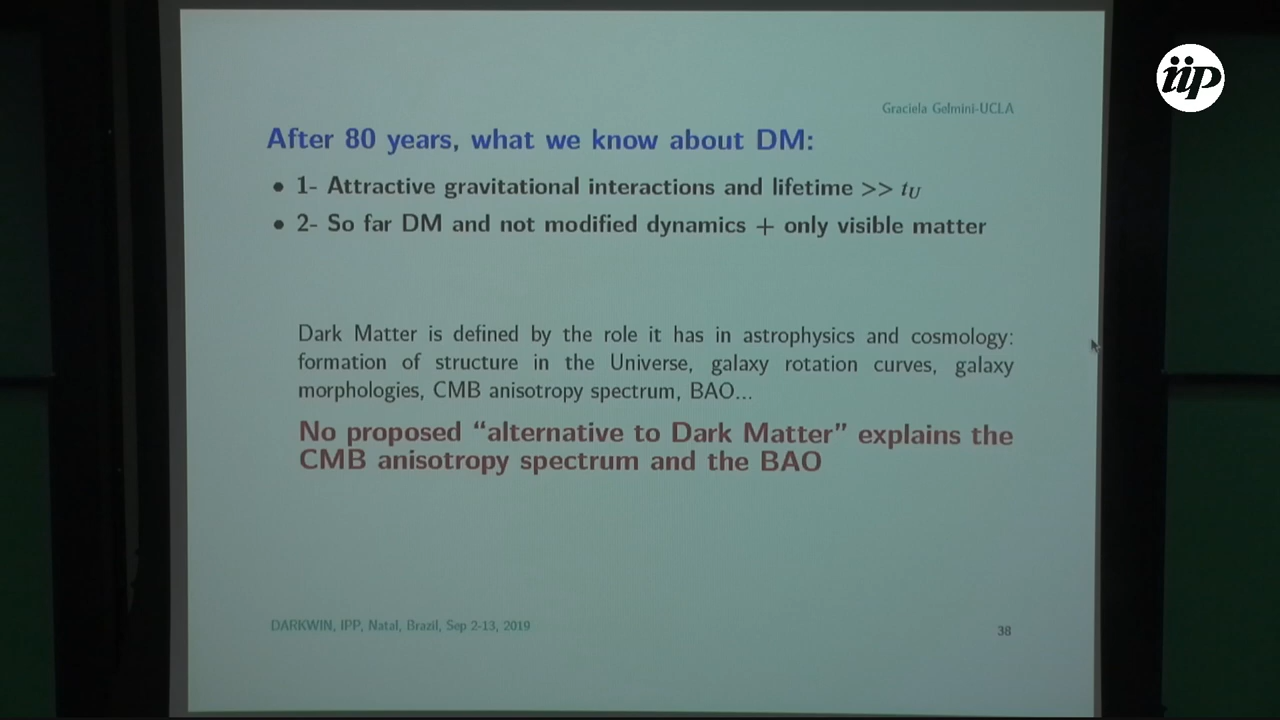 iip
Graciela Gelmini-UCLA
After 80 years, what we know about DM:
• 1- Attractive gravitational interactions and lifetime >> t_U
• 2- So far DM and not modified dynamics + only visible matter
Dark Matter is defined by the role it has in astrophysics and cosmology:
formation of structure in the Universe, galaxy rotation curves, galaxy
morphologies, CMB anisotropy spectrum, BAO...
No proposed “alternative to Dark Matter” explains the
CMB anisotropy spectrum and the BAO
DARKWIN, IPP, Natal, Brazil, Sep 2-13, 2019
38